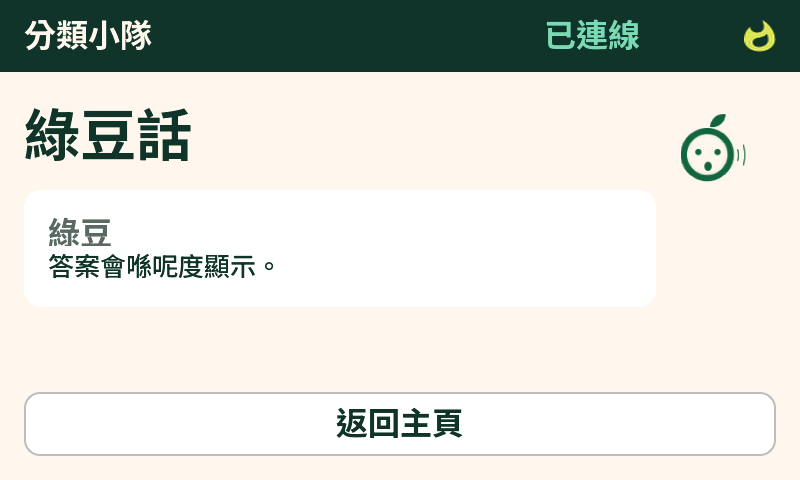 分類小隊
已連線
綠豆話
綠豆
答案會喺呢度顯示。
返回主頁